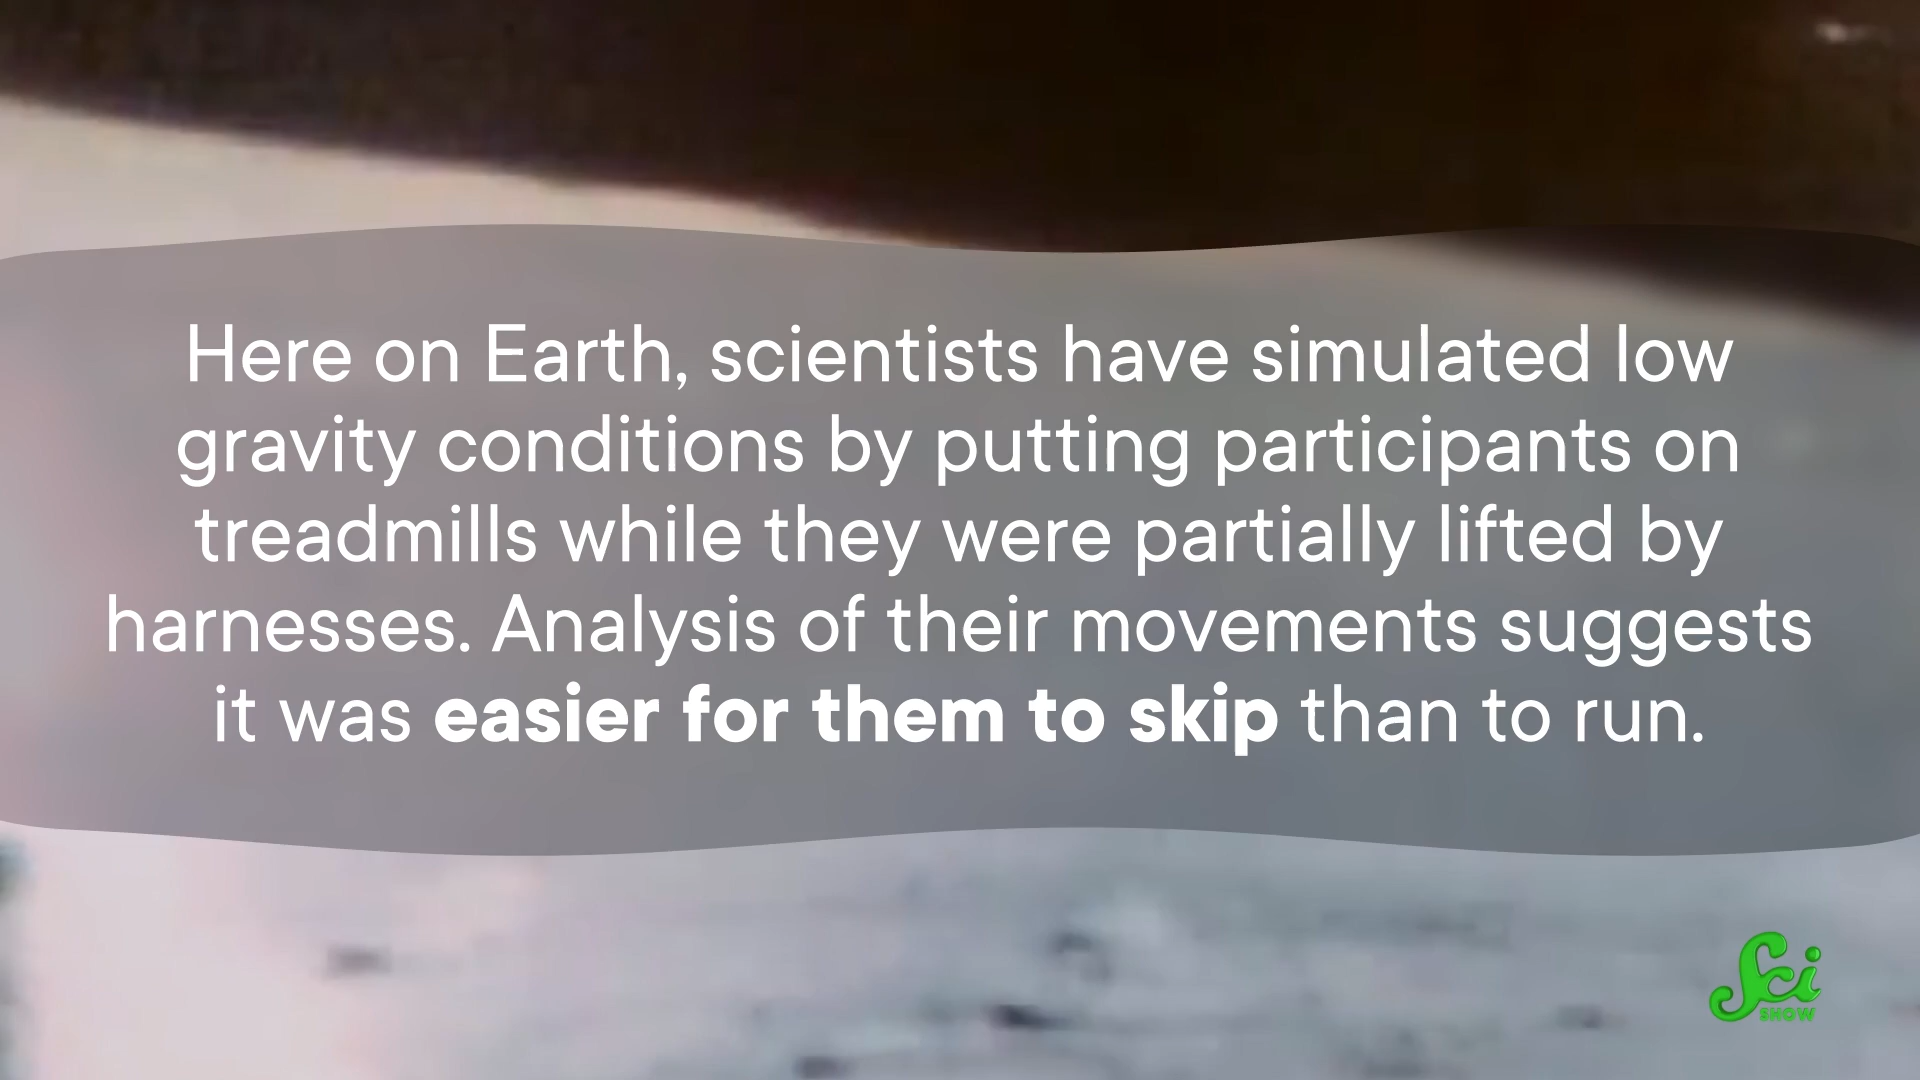 Here on Earth, scientists have simulated low
gravity conditions by putting participants on
treadmills while they were partially lifted by
harnesses. Analysis of their movements suggests
it was easier for them to skip than to run.
Sci
SHOW